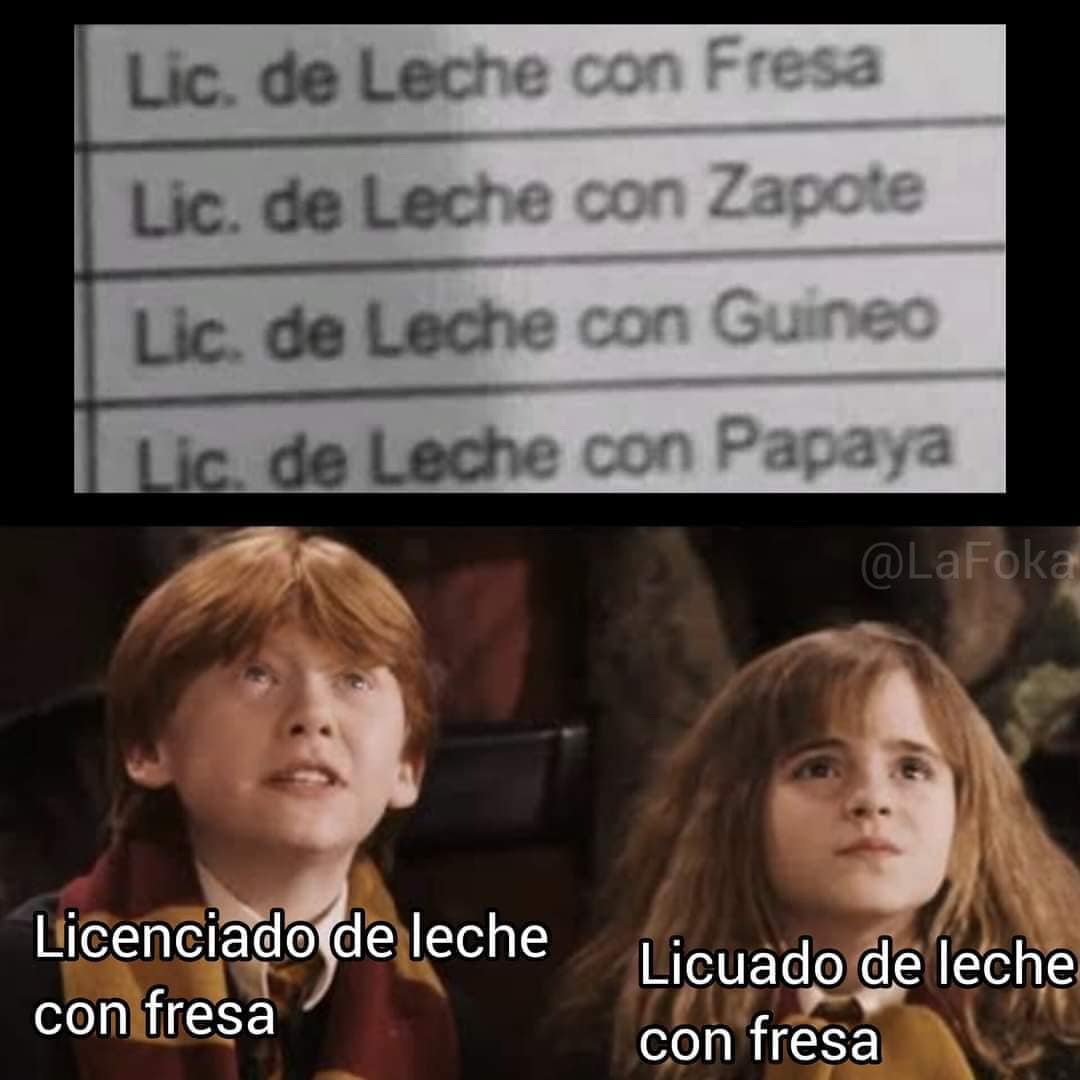 Lic. de Leche con Fresa
Lic. de Leche con Zapote
Lic. de Leche con Guineo
Lic. de Leche con Papaya
@LaFoka
Licenciado de leche
con fresa
Licuado de leche
con fresa